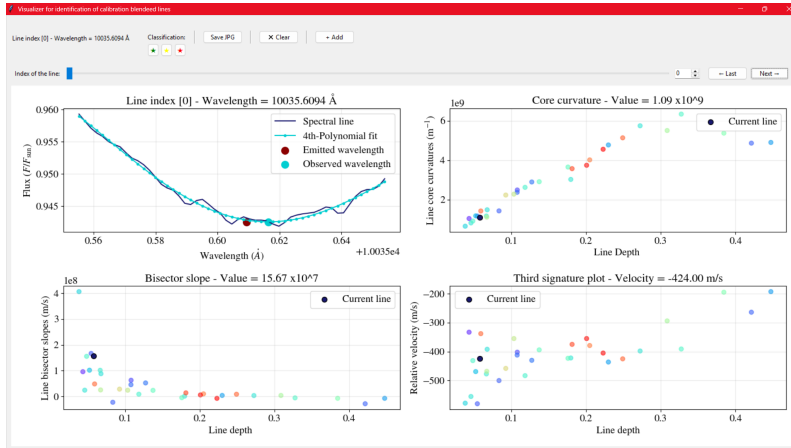 Visualizer for identification of calibration blendeed lines
Line index [0] - Wavelength = 10035.6094 Å
Classification:
Save JPG
✕ Clear
+ Add
Index of the line:
0
← Last
Next →
Line index [0] - Wavelength = 10035.6094 Å
0.960
0.955
0.950
0.945
Flux (F/Fsun)
Spectral line
4th-Polynomial fit
Emitted wavelength
Observed wavelength
0.56
0.58
0.60
0.62
0.64
Wavelength (Å)
+1.0035e4
Core curvature - Value = 1.09 x10^9
1e9
6
4
2
Line core curvatures (m⁻¹)
Current line
0.1
0.2
0.3
0.4
Line Depth
Bisector slope - Value = 15.67 x10^7
1e8
4
3
2
1
0
Line bisector slopes (m/s)
Current line
0.1
0.2
0.3
0.4
Line depth
Third signature plot - Velocity = -424.00 m/s
−200
−300
−400
−500
Relative velocity (m/s)
Current line
0.1
0.2
0.3
0.4
Line depth